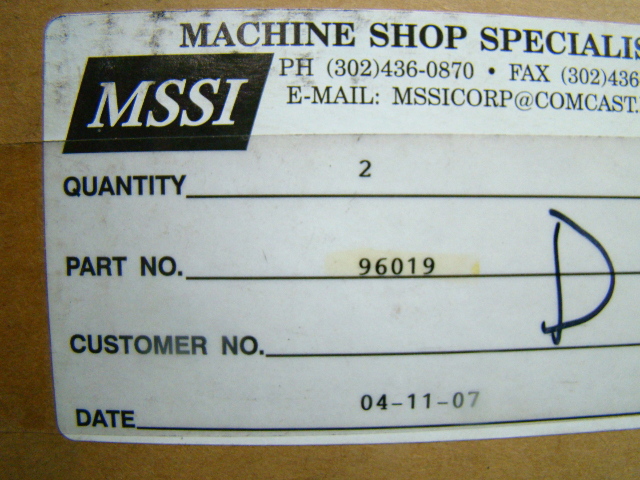 MACHINE SHOP SPECIALIS
PH (302)436-0870 • FAX (302)436-
E-MAIL: MSSICORP@COMCAST.
MSSI
QUANTITY 2
PART NO. 96019
D
CUSTOMER NO.
DATE 04-11-07